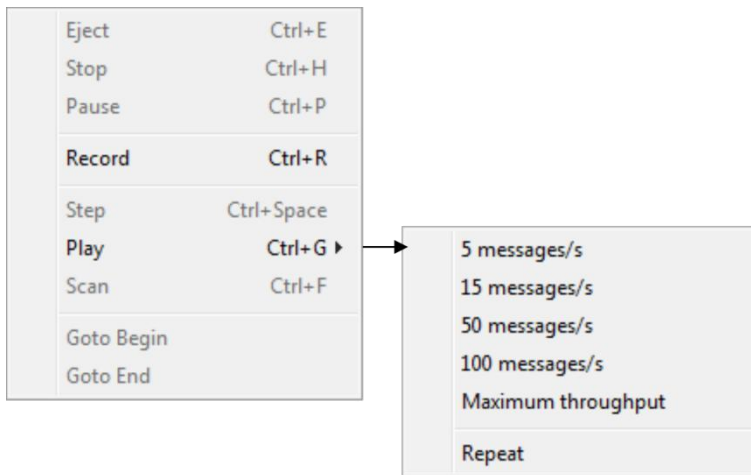 Eject Ctrl+E
Stop Ctrl+H
Pause Ctrl+P
Record Ctrl+R
Step Ctrl+Space
Play Ctrl+G
Scan Ctrl+F
Goto Begin
Goto End
5 messages/s
15 messages/s
50 messages/s
100 messages/s
Maximum throughput
Repeat